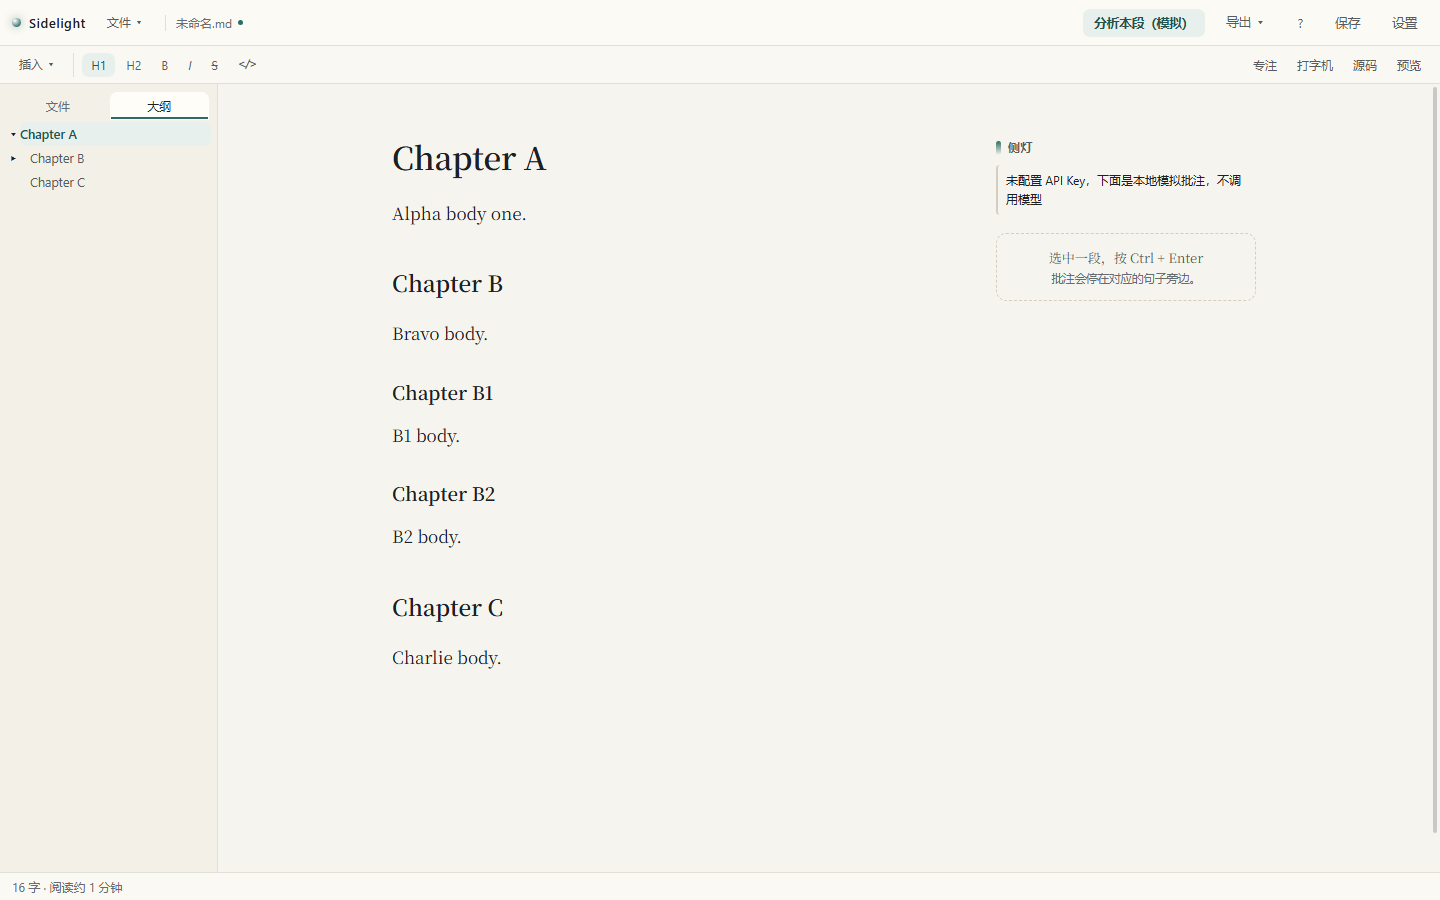 Sidelight 文件 未命名.md 分析本段（模拟） 导出 ? 保存 设置
插入 H1 H2 B I S </> 专注 打字机 源码 预览
文件 大纲
Chapter A
Chapter B
Chapter C
Chapter A
Alpha body one.
Chapter B
Bravo body.
Chapter B1
B1 body.
Chapter B2
B2 body.
Chapter C
Charlie body.
侧灯
未配置 API Key，下面是本地模拟批注，不调
用模型
选中一段，按 Ctrl + Enter
批注会停在对应的句子旁边。
16 字 · 阅读约 1 分钟